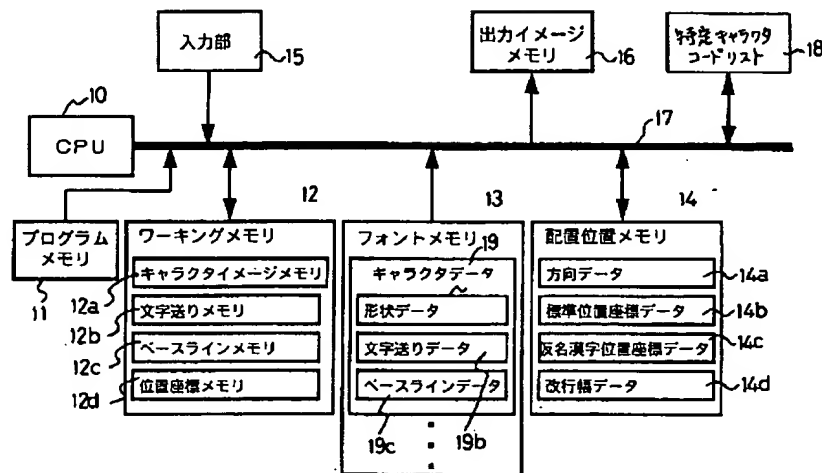 入力部
15
出力イメージ
メモリ
16
特定キャラクタ
コードリスト
18
10
CPU
17
プログラム
メモリ
11
12
ワーキングメモリ
キャラクタイメージメモリ
12a
文字送りメモリ
12b
ベースラインメモリ
12c
位置座標メモリ
12d
13
フォントメモリ
19
キャラクタデータ
形状データ
文字送りデータ
19b
ベースラインデータ
19c
14
配置位置メモリ
方向データ
14a
標準位置座標データ
14b
仮名漢字位置座標データ
14c
改行幅データ
14d